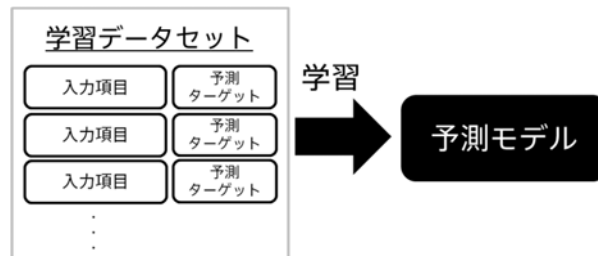 学習データセット
入力項目
予測
ターゲット
入力項目
予測
ターゲット
入力項目
予測
ターゲット
学習
予測モデル